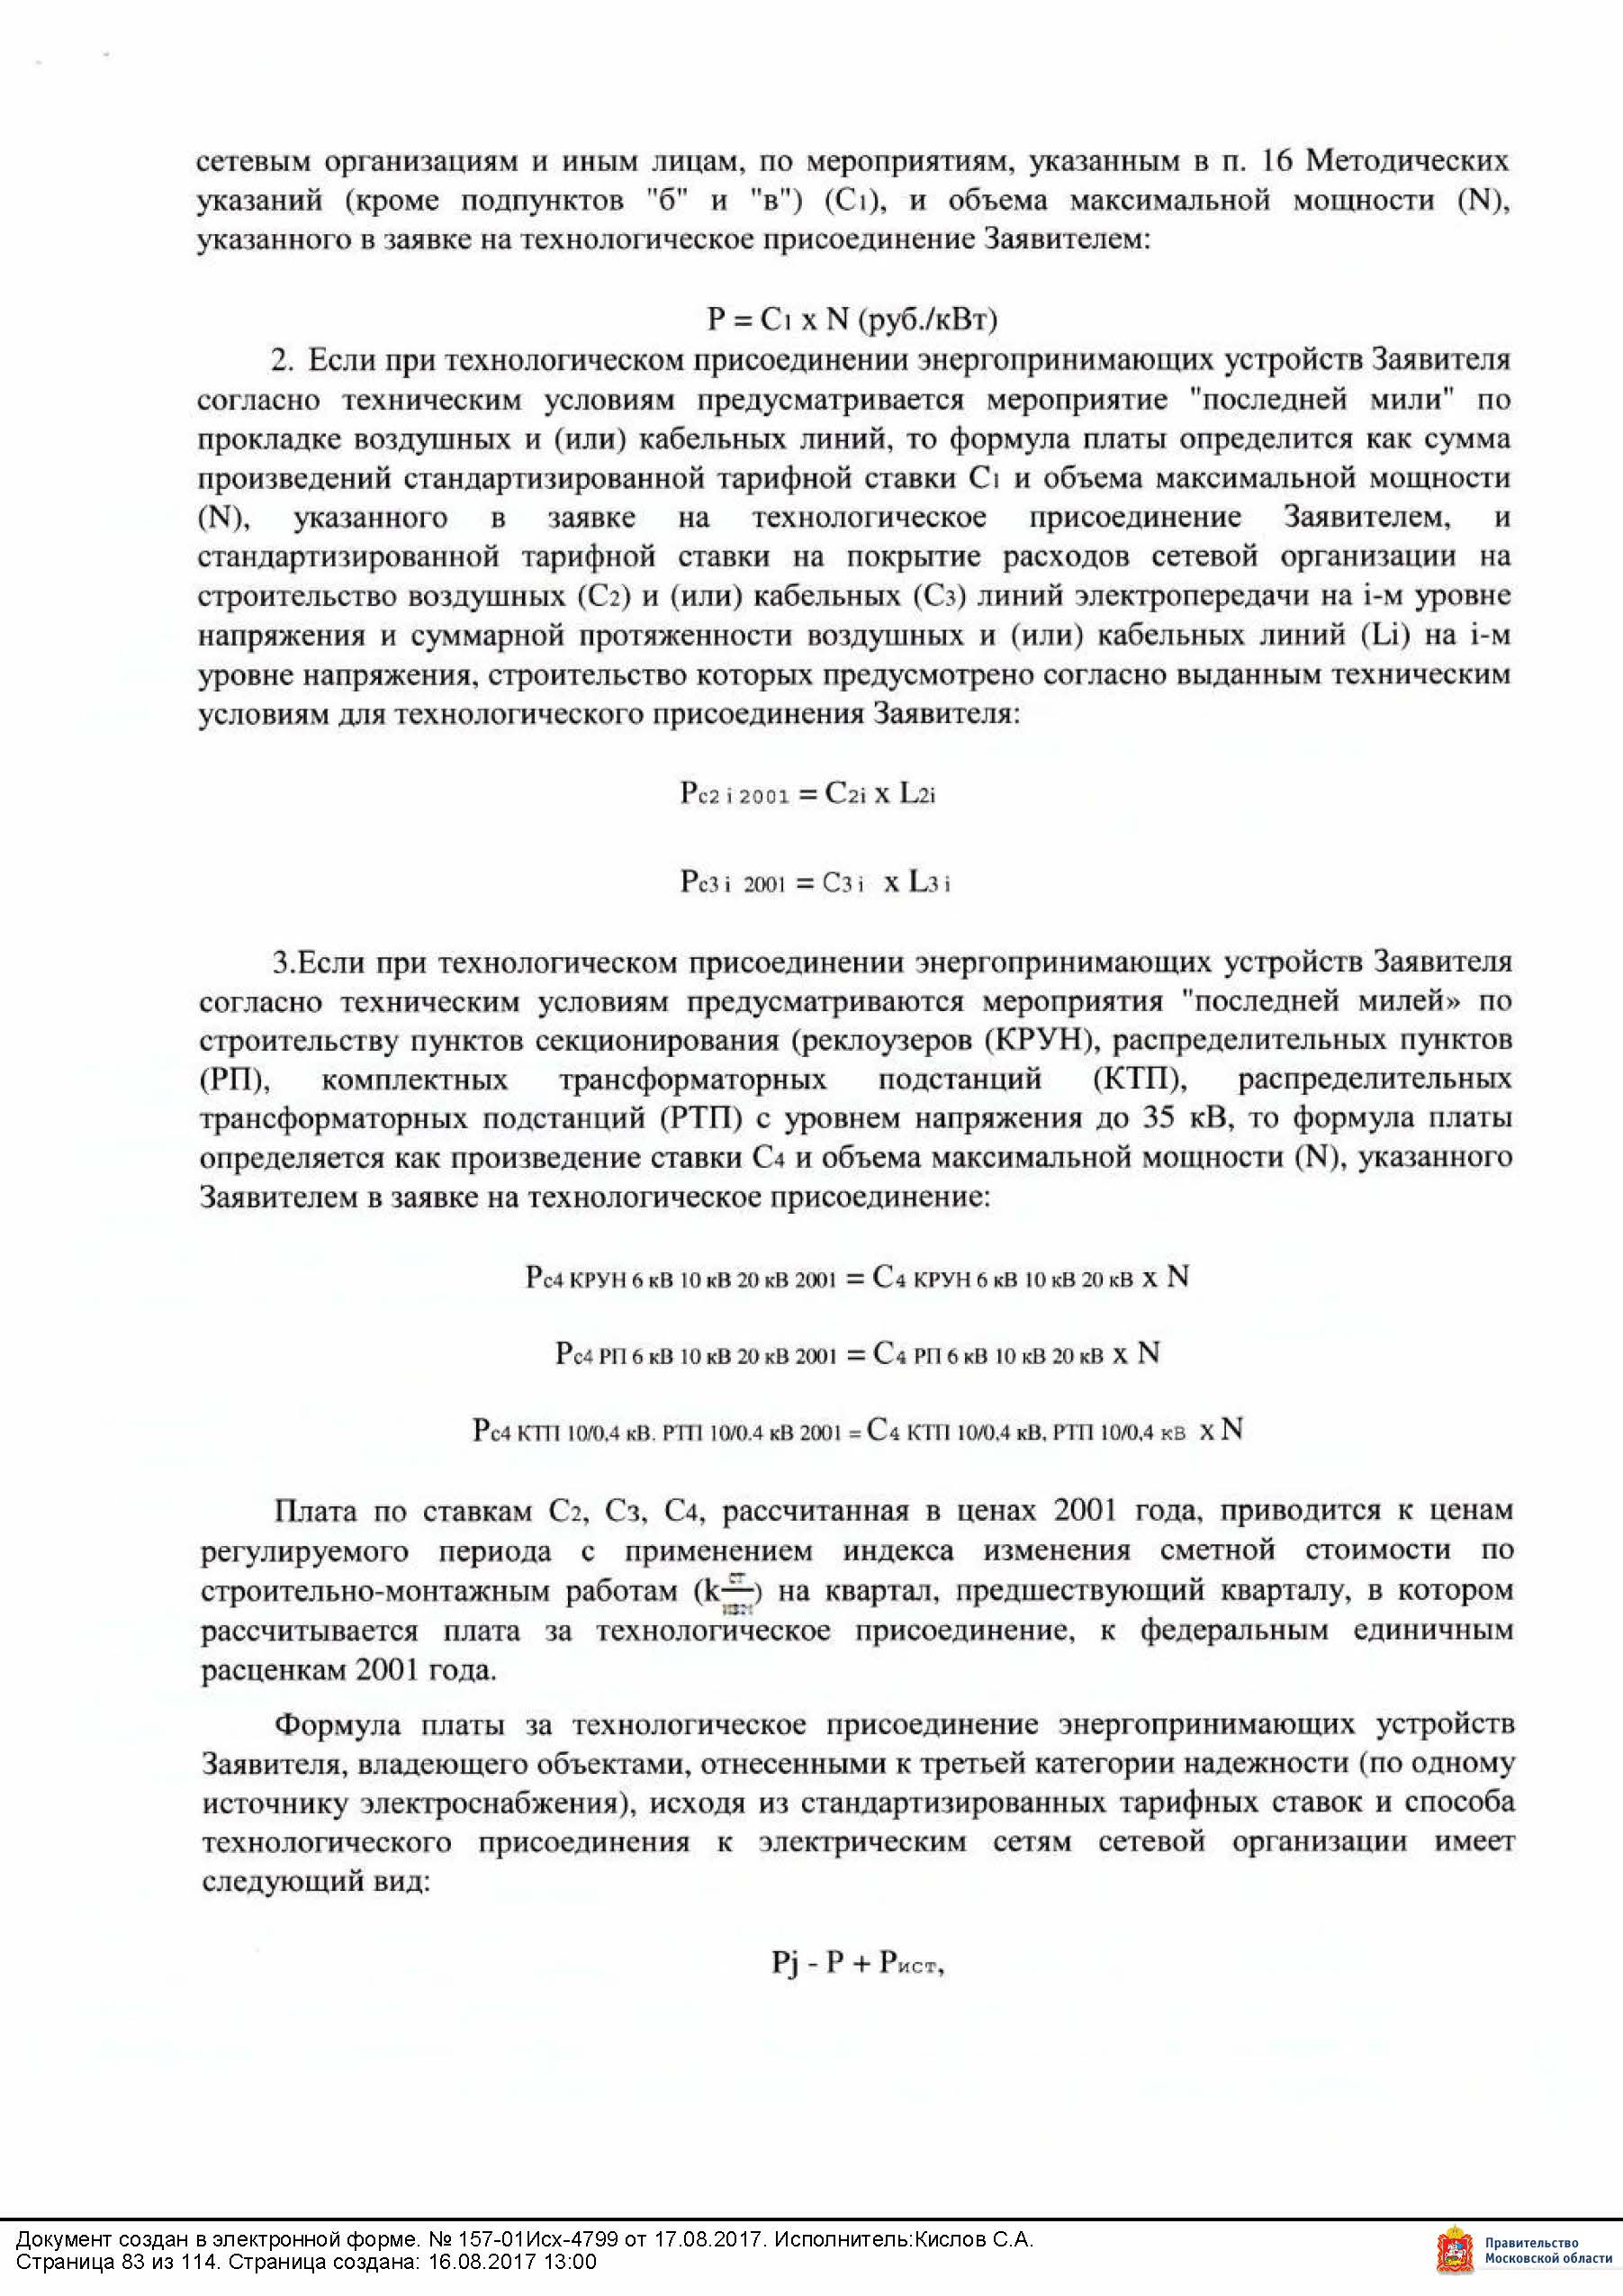 сетевым организациям и иным лицам, по мероприятиям, указанным в п. 16 Методических
указаний (кроме подпунктов "б" и "в") (С1), и объема максимальной мощности (N),
указанного в заявке на технологическое присоединение Заявителем:
P = C1 x N (руб./кВт)
2. Если при технологическом присоединении энергопринимающих устройств Заявителя
согласно техническим условиям предусматривается мероприятие "последней мили" по
прокладке воздушных и (или) кабельных линий, то формула платы определится как сумма
произведений стандартизированной тарифной ставки С1 и объема максимальной мощности
(N), указанного в заявке на технологическое присоединение Заявителем, и
стандартизированной тарифной ставки на покрытие расходов сетевой организации на
строительство воздушных (С2) и (или) кабельных (С3) линий электропередачи на i-м уровне
напряжения и суммарной протяженности воздушных и (или) кабельных линий (Li) на i-м
уровне напряжения, строительство которых предусмотрено согласно выданным техническим
условиям для технологического присоединения Заявителя:
Pс2 i 2001 = C2i x L2i
Pс3 i 2001 = C3 i x L3 i
3.Если при технологическом присоединении энергопринимающих устройств Заявителя
согласно техническим условиям предусматриваются мероприятия "последней милей» по
строительству пунктов секционирования (реклоузеров (КРУН), распределительных пунктов
(РП), комплектных трансформаторных подстанций (КТП), распределительных
трансформаторных подстанций (РТП) с уровнем напряжения до 35 кВ, то формула платы
определяется как произведение ставки С4 и объема максимальной мощности (N), указанного
Заявителем в заявке на технологическое присоединение:
Pс4 КРУН 6 кВ 10 кВ 20 кВ 2001 = C4 КРУН 6 кВ 10 кВ 20 кВ x N
Pс4 РП 6 кВ 10 кВ 20 кВ 2001 = C4 РП 6 кВ 10 кВ 20 кВ x N
Pс4 КТП 10/0,4 кВ. РТП 10/0.4 кВ 2001 = C4 КТП 10/0,4 кВ, РТП 10/0,4 кВ x N
Плата по ставкам С2, С3, С4, рассчитанная в ценах 2001 года, приводится к ценам
регулируемого периода с применением индекса изменения сметной стоимости по
строительно-монтажным работам (k ст изм) на квартал, предшествующий кварталу, в котором
рассчитывается плата за технологическое присоединение, к федеральным единичным
расценкам 2001 года.
Формула платы за технологическое присоединение энергопринимающих устройств
Заявителя, владеющего объектами, отнесенными к третьей категории надежности (по одному
источнику электроснабжения), исходя из стандартизированных тарифных ставок и способа
технологического присоединения к электрическим сетям сетевой организации имеет
следующий вид:
Pj - P + Pист,
Документ создан в электронной форме. № 157-01Исх-4799 от 17.08.2017. Исполнитель:Кислов С.А.
Страница 83 из 114. Страница создана: 16.08.2017 13:00
Правительство
Московской области